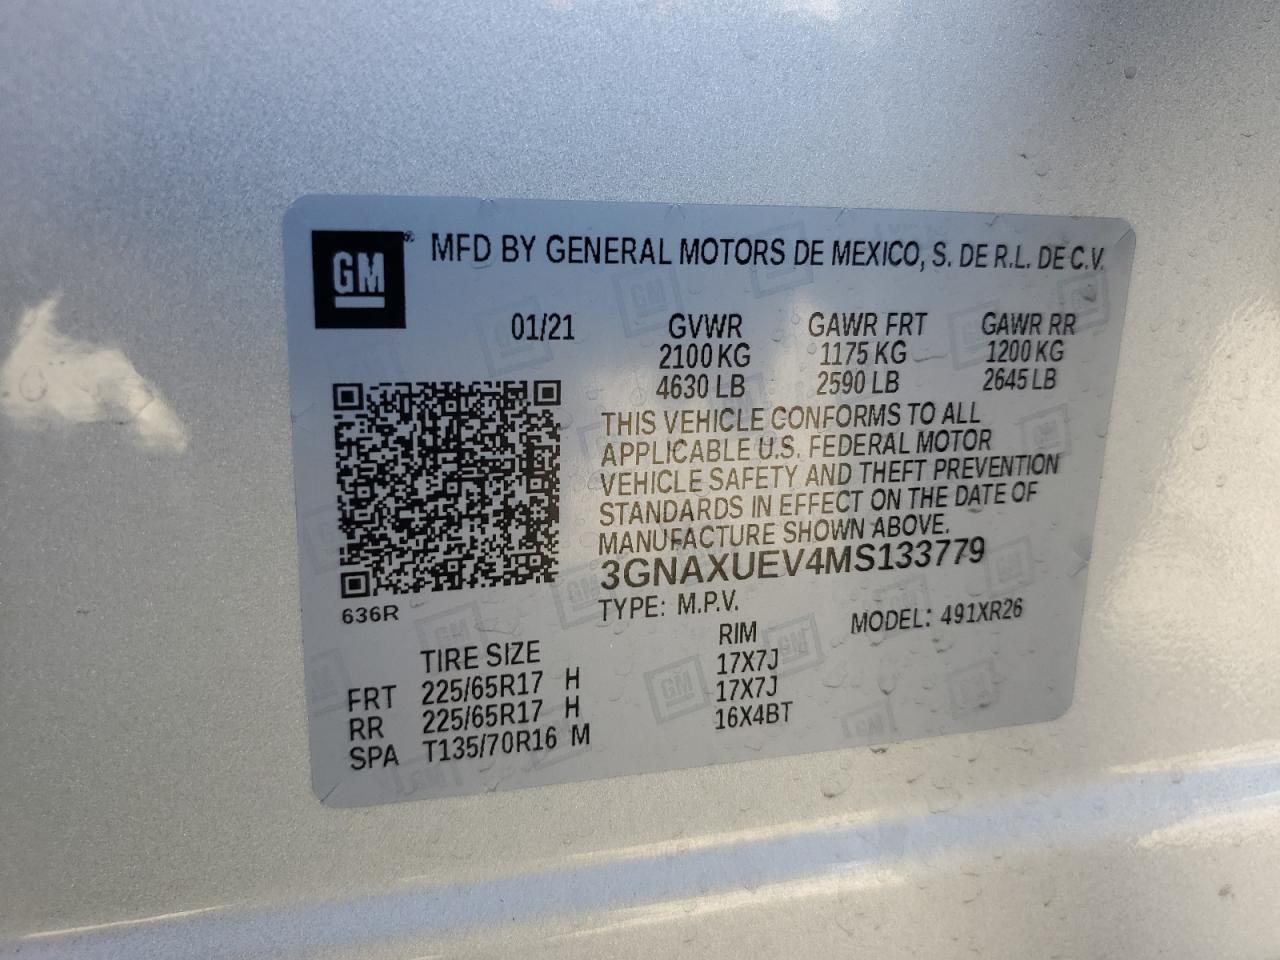 GM® MFD BY GENERAL MOTORS DE MEXICO, S. DE R.L. DE C.V.
01/21 GVWR GAWR FRT GAWR RR
2100 KG 1175 KG 1200 KG
4630 LB 2590 LB 2645 LB
THIS VEHICLE CONFORMS TO ALL
APPLICABLE U.S. FEDERAL MOTOR
VEHICLE SAFETY AND THEFT PREVENTION
STANDARDS IN EFFECT ON THE DATE OF
MANUFACTURE SHOWN ABOVE.
3GNAXUEV4MS133779
636R TYPE: M.P.V. MODEL: 491XR26
TIRE SIZE RIM
FRT 225/65R17 H 17X7J
RR 225/65R17 H 17X7J
SPA T135/70R16 M 16X4BT